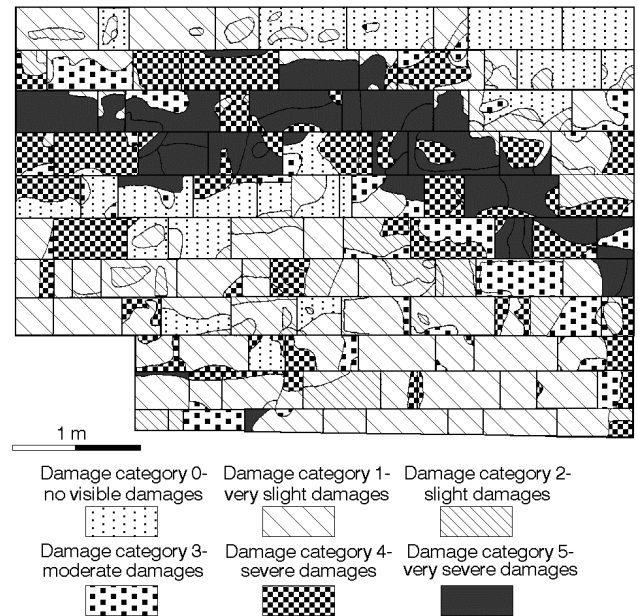 1 m
Damage category 0- Damage category 1- Damage category 2-
no visible damages very slight damages slight damages
Damage category 3- Damage category 4- Damage category 5-
moderate damages severe damages very severe damages